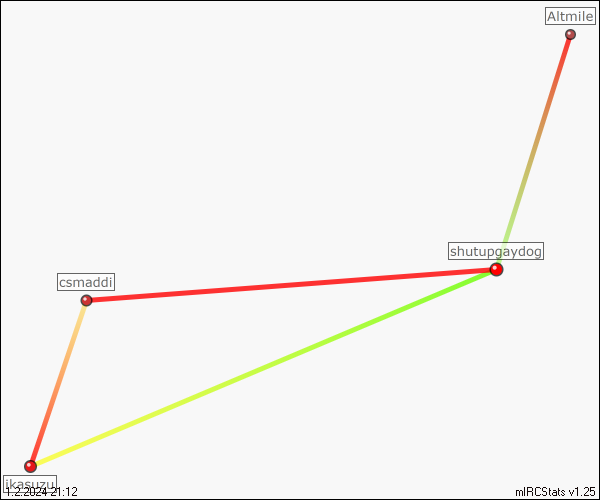 Altmile
shutupgaydog
csmaddi
ikasuzu
1.2.2024 21:12
mIRCStats v1.25